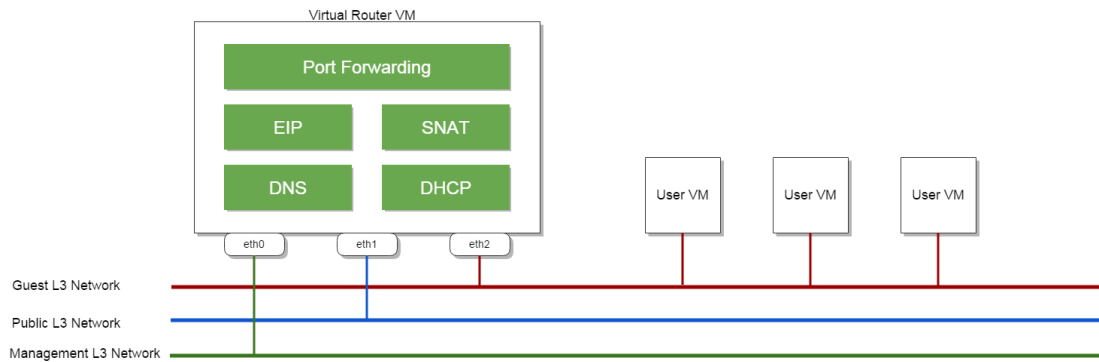 Virtual Router VM
Port Forwarding
EIP
SNAT
DNS
DHCP
eth0
eth1
eth2
User VM
User VM
User VM
Guest L3 Network
Public L3 Network
Management L3 Network